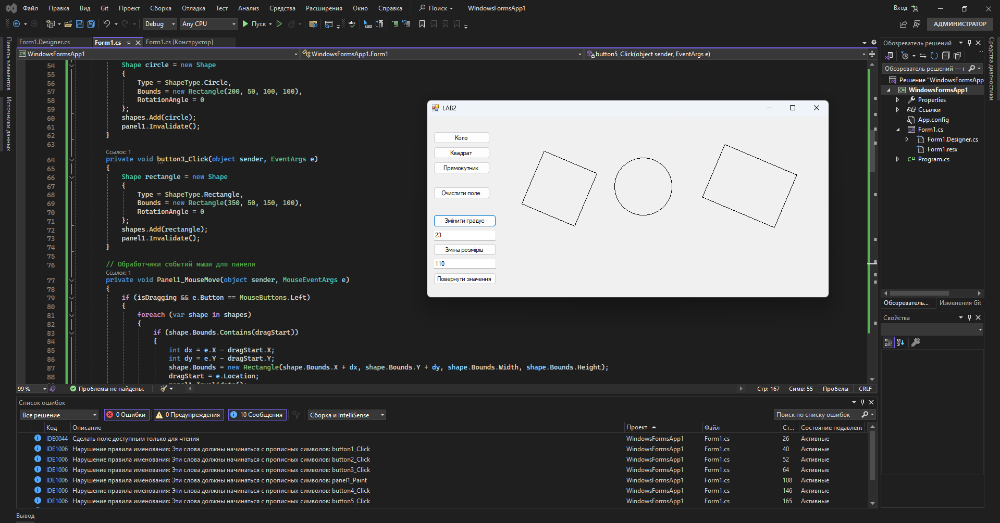 Файл Правка Вид Git Проект Сборка Отладка Тест Анализ Средства Расширения Окно Справка Поиск WindowsFormsApp1 Вход
Debug Any CPU Пуск АДМИНИСТРАТОР
Панель элементов
Источники данных
Form1.Designer.cs Form1.cs Form1.cs [Конструктор]
WindowsFormsApp1 WindowsFormsApp1.Form1 button5_Click(object sender, EventArgs e)
54 Shape circle = new Shape
55 {
56 Type = ShapeType.Circle,
57 Bounds = new Rectangle(200, 50, 100, 100),
58 RotationAngle = 0
59 };
60 shapes.Add(circle);
61 panel1.Invalidate();
62 }
63
Ссылок: 1
64 private void button3_Click(object sender, EventArgs e)
65 {
66 Shape rectangle = new Shape
67 {
68 Type = ShapeType.Rectangle,
69 Bounds = new Rectangle(350, 50, 150, 100),
70 RotationAngle = 0
71 };
72 shapes.Add(rectangle);
73 panel1.Invalidate();
74 }
75
76 // Обработчики событий мыши для панели
Ссылок: 1
77 private void Panel1_MouseMove(object sender, MouseEventArgs e)
78 {
79 if (isDragging && e.Button == MouseButtons.Left)
80 {
81 foreach (var shape in shapes)
82 {
83 if (shape.Bounds.Contains(dragStart))
84 {
85 int dx = e.X - dragStart.X;
86 int dy = e.Y - dragStart.Y;
87 shape.Bounds = new Rectangle(shape.Bounds.X + dx, shape.Bounds.Y + dy, shape.Bounds.Width, shape.Bounds.Height);
88 dragStart = e.Location;
LAB2
Коло
Квадрат
Прямокутник
Очистити поле
Змінити градус
23
Зміна розмірів
110
Повернути значення
99 % Проблемы не найдены. Стр: 167 Симв: 55 Пробелы CRLF
Список ошибок
Все решение 0 Ошибки 0 Предупреждения 10 Сообщения Сборка и IntelliSense Поиск по списку ошибок
Код Описание Проект Файл Ст... Состояние подавлени
IDE0044 Сделать поле доступным только для чтения WindowsFormsApp1 Form1.cs 26 Активные
IDE1006 Нарушение правила именования: Эти слова должны начинаться с прописных символов: button1_Click WindowsFormsApp1 Form1.cs 40 Активные
IDE1006 Нарушение правила именования: Эти слова должны начинаться с прописных символов: button2_Click WindowsFormsApp1 Form1.cs 52 Активные
IDE1006 Нарушение правила именования: Эти слова должны начинаться с прописных символов: button3_Click WindowsFormsApp1 Form1.cs 64 Активные
IDE1006 Нарушение правила именования: Эти слова должны начинаться с прописных символов: panel1_Paint WindowsFormsApp1 Form1.cs 108 Активные
IDE1006 Нарушение правила именования: Эти слова должны начинаться с прописных символов: button4_Click WindowsFormsApp1 Form1.cs 146 Активные
IDE1006 Нарушение правила именования: Эти слова должны начинаться с прописных символов: button5_Click WindowsFormsApp1 Form1.cs 165 Активные
Вывод
Обозреватель решений
Обозреватель решений — г
Решение "WindowsFormsApp
WindowsFormsApp1
Properties
Ссылки
App.config
Form1.cs
Form1.Designer.cs
Form1.resx
Program.cs
Обозреватель... Изменения Git
Свойства
Средства диагностики